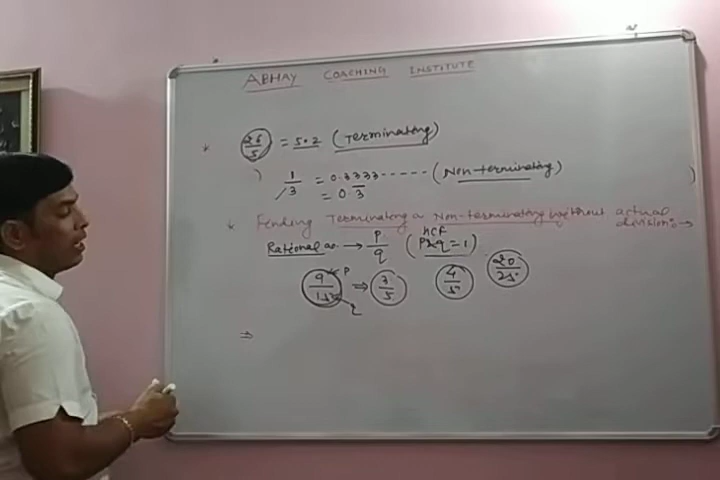 ABHAY COACHING INSTITUTE
* 26/5 = 5.2 (Terminating)
1/3 = 0.3333----- (Non-terminating)
= 0.3̅
* Finding Terminating or Non-terminating without actual
division:- →
Rational no. → p/q (HCF p & q = 1)
9/15 p q ⇒ 3/5 4/5 20/25
⇒